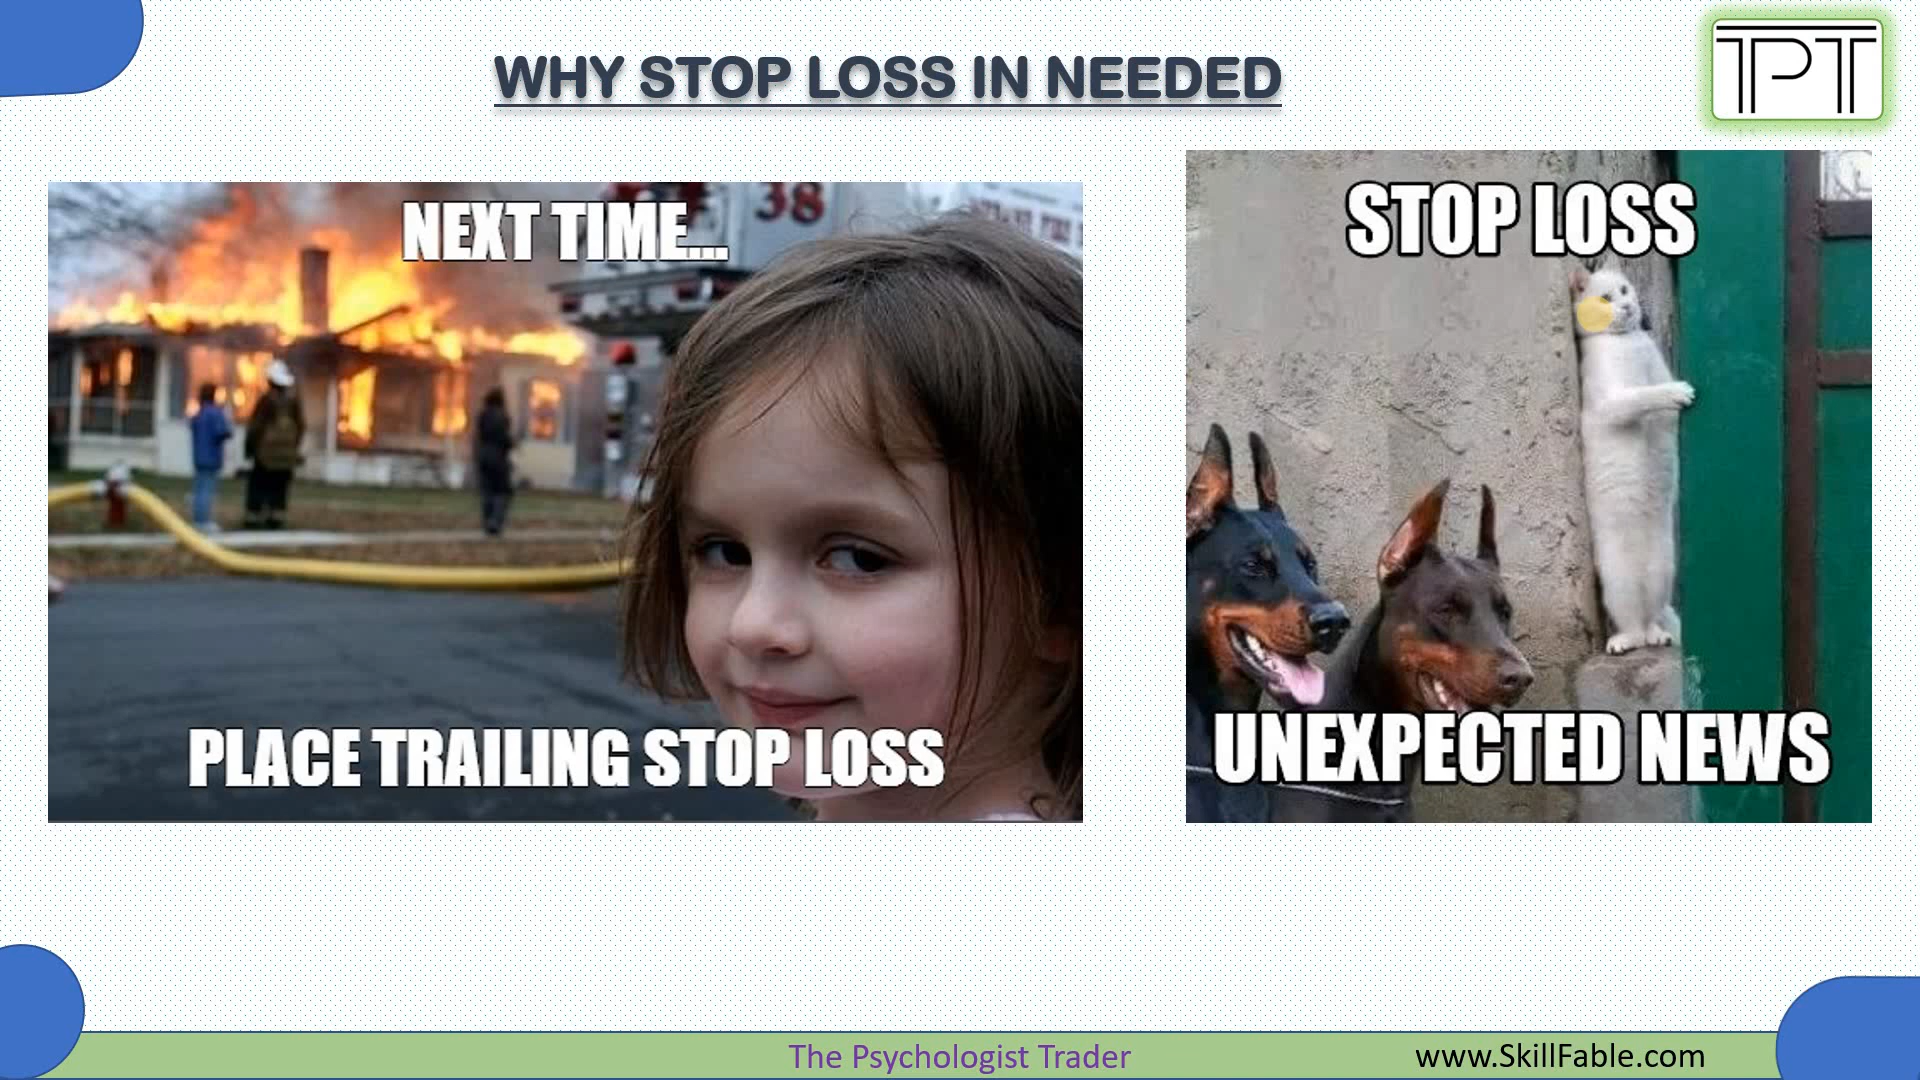 WHY STOP LOSS IN NEEDED
TPT
NEXT TIME...
38
PLACE TRAILING STOP LOSS
STOP LOSS
UNEXPECTED NEWS
The Psychologist Trader
www.SkillFable.com